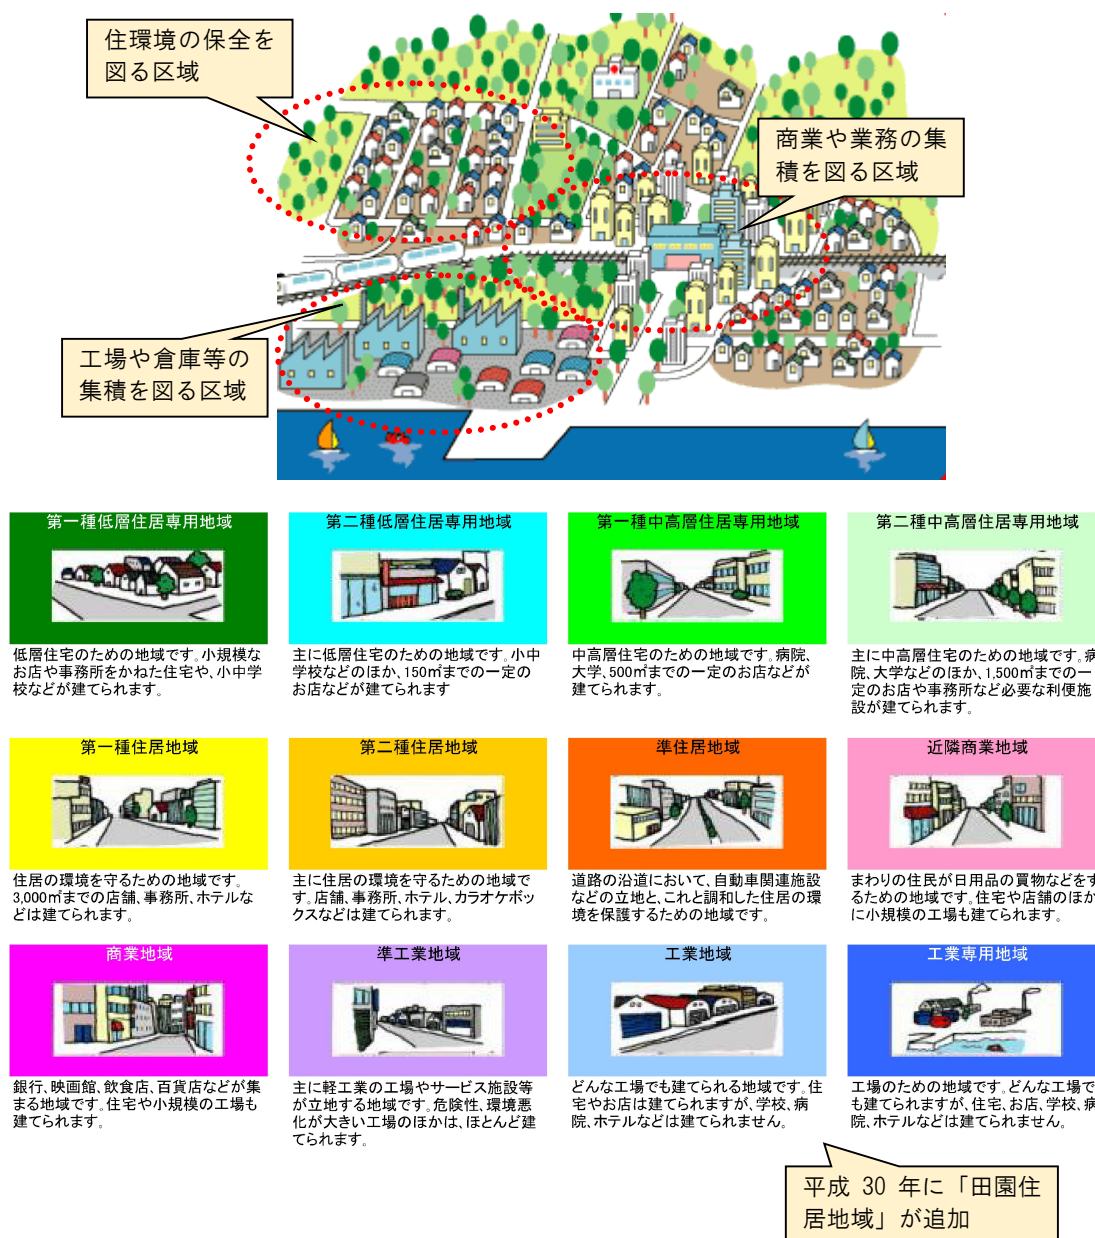 住環境の保全を
図る区域
商業や業務の集
積を図る区域
工場や倉庫等の
集積を図る区域
第一種低層住居専用地域
低層住宅のための地域です。小規模な
お店や事務所をかねた住宅や、小中学
校などが建てられます。
第二種低層住居専用地域
主に低層住宅のための地域です。小中
学校などのほか、150㎡までの一定の
お店などが建てられます
第一種中高層住居専用地域
中高層住宅のための地域です。病院、
大学、500㎡までの一定のお店などが
建てられます。
第二種中高層住居専用地域
主に中高層住宅のための地域です。病
院、大学などのほか、1,500㎡までの一
定のお店や事務所など必要な利便施
設が建てられます。
第一種住居地域
住居の環境を守るための地域です。
3,000㎡までの店舗、事務所、ホテルな
どは建てられます。
第二種住居地域
主に住居の環境を守るための地域で
す。店舗、事務所、ホテル、カラオケボッ
クスなどは建てられます。
準住居地域
道路の沿道において、自動車関連施設
などの立地と、これと調和した住居の環
境を保護するための地域です。
近隣商業地域
まわりの住民が日用品の買物などをす
るための地域です。住宅や店舗のほか
に小規模の工場も建てられます。
商業地域
銀行、映画館、飲食店、百貨店などが集
まる地域です。住宅や小規模の工場も
建てられます。
準工業地域
主に軽工業の工場やサービス施設等
が立地する地域です。危険性、環境悪
化が大きい工場のほかは、ほとんど建
てられます。
工業地域
どんな工場でも建てられる地域です。住
宅やお店は建てられますが、学校、病
院、ホテルなどは建てられません。
工業専用地域
工場のための地域です。どんな工場で
も建てられますが、住宅、お店、学校、病
院、ホテルなどは建てられません。
平成 30 年に「田園住
居地域」が追加